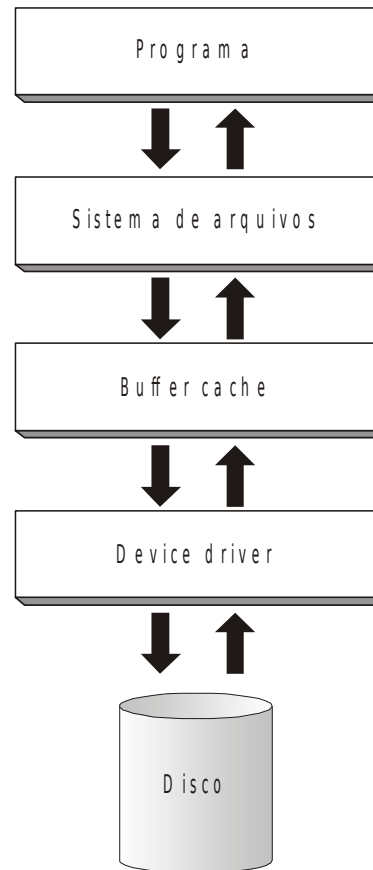 Programa
Sistema de arquivos
Buffer cache
Device driver
Disco